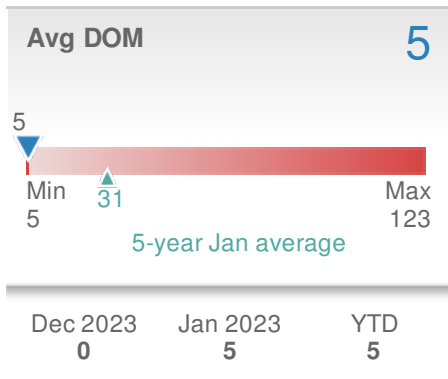 Avg DOM 5
5
Min Max
31
5 123
5-year Jan average
Dec 2023 Jan 2023 YTD
0 5 5